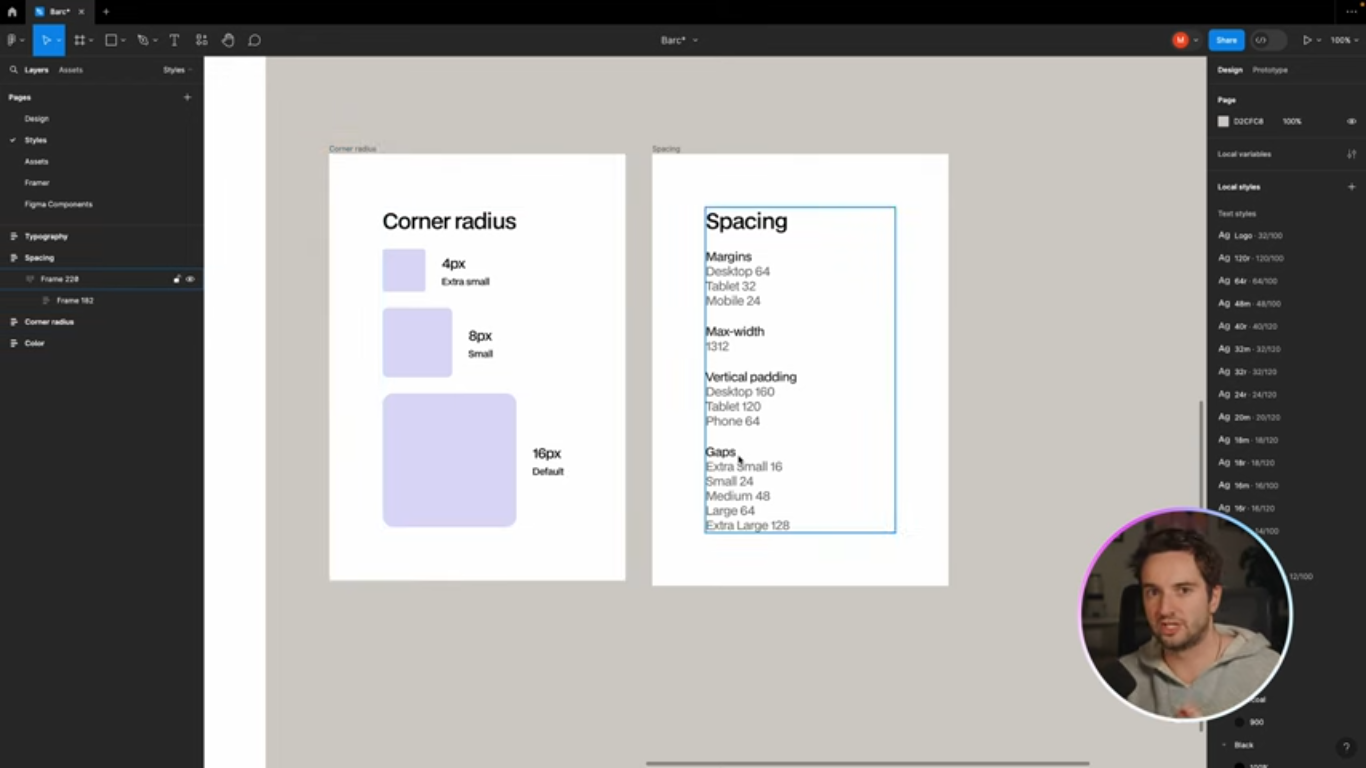 Barc*
Barc*
M
Share
100%
Layers
Assets
Styles
Pages
Design
Styles
Assets
Framer
Figma Components
Typography
Spacing
Frame 220
Frame 182
Corner radius
Color
Corner radius
Corner radius
4px
Extra small
8px
Small
16px
Default
Spacing
Spacing
Margins
Desktop 64
Tablet 32
Mobile 24
Max-width
1312
Vertical padding
Desktop 160
Tablet 120
Phone 64
Gaps
Extra Small 16
Small 24
Medium 48
Large 64
Extra Large 128
Design
Prototype
Page
D2CFC8
100%
Local variables
Local styles
Text styles
Ag Logo · 32/100
Ag 120r · 120/100
Ag 64r · 64/100
Ag 48m · 48/100
Ag 40r · 40/120
Ag 32m · 32/120
Ag 32r · 32/120
Ag 24r · 24/120
Ag 20m · 20/120
Ag 18m · 18/120
Ag 18r · 18/120
Ag 16m · 16/100
Ag 16r · 16/120
14/100
12/100
900
Black
100%
?